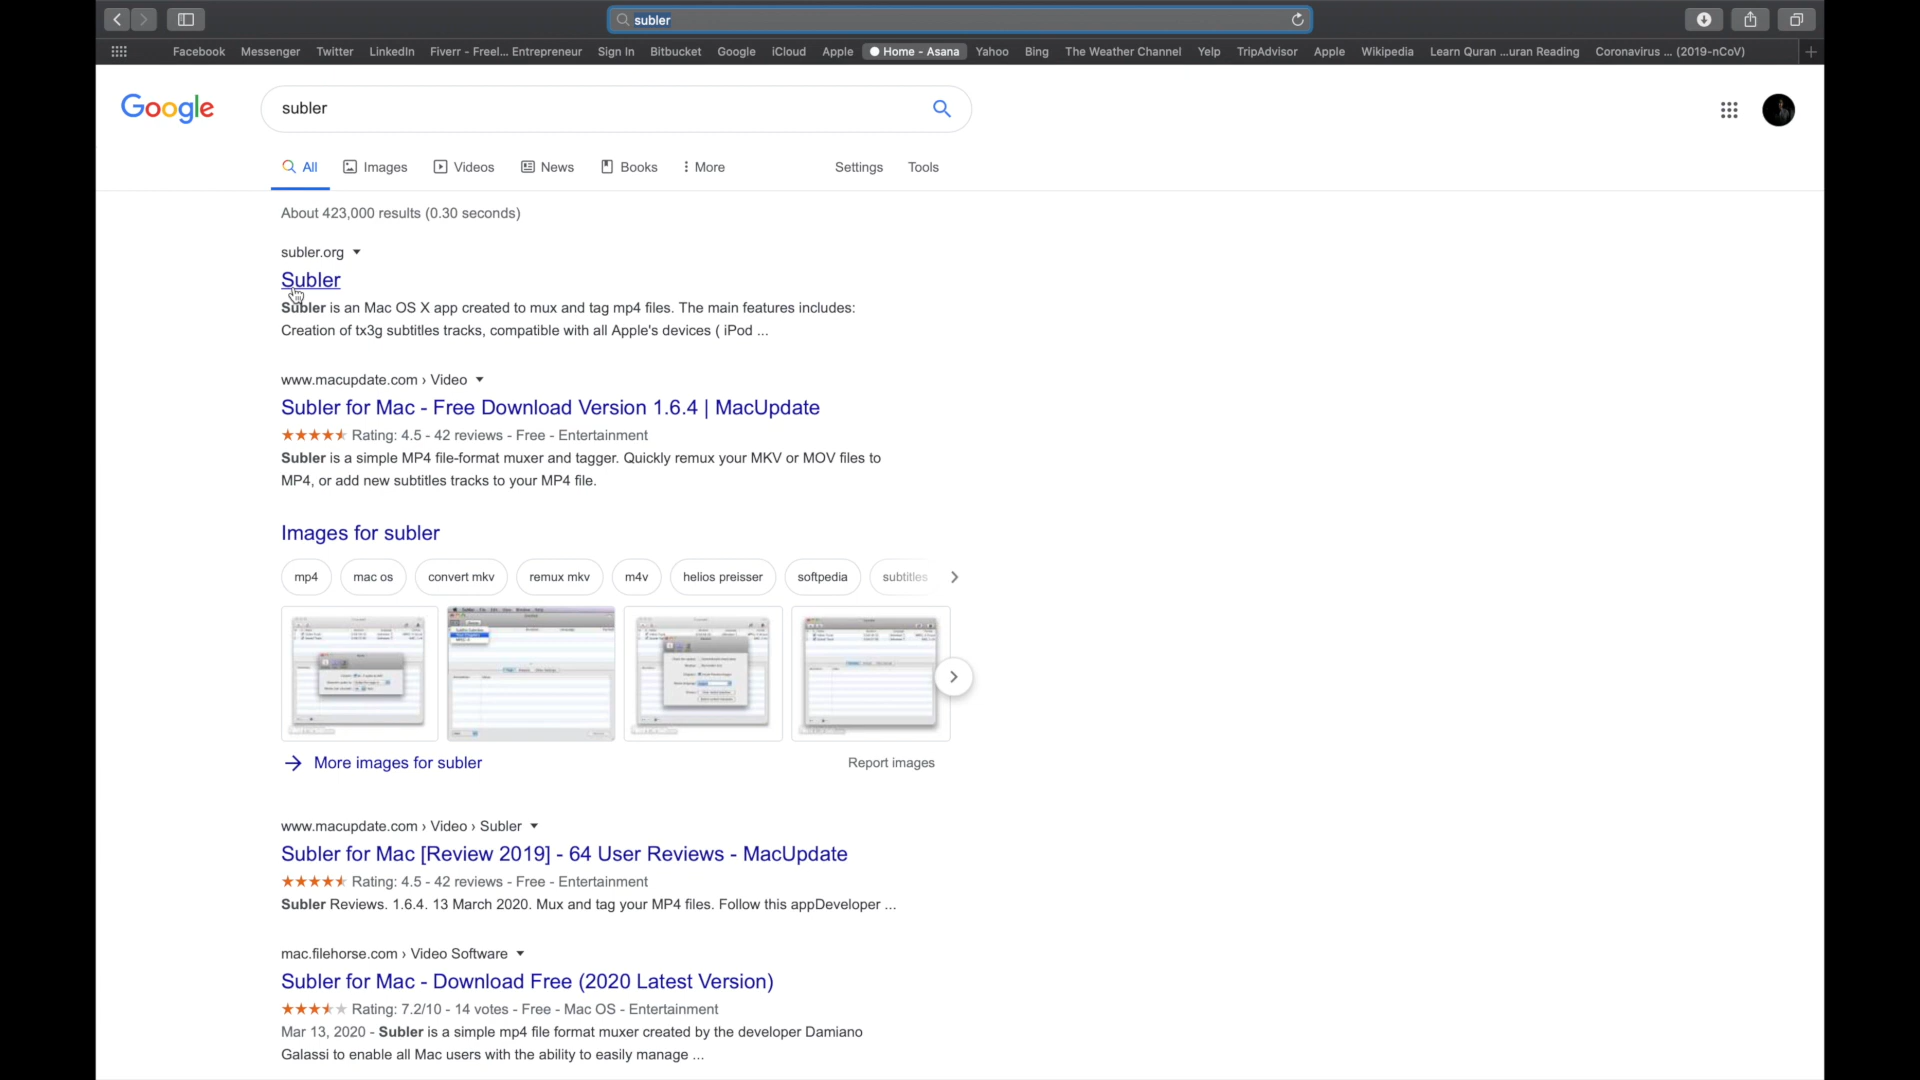 subler
Facebook Messenger Twitter LinkedIn Fiverr - Freel... Entrepreneur Sign In Bitbucket Google iCloud Apple Home - Asana Yahoo Bing The Weather Channel Yelp TripAdvisor Apple Wikipedia Learn Quran ...uran Reading Coronavirus ... (2019-nCoV)
Google subler
All Images Videos News Books More Settings Tools
About 423,000 results (0.30 seconds)
subler.org
Subler
Subler is an Mac OS X app created to mux and tag mp4 files. The main features includes:
Creation of tx3g subtitles tracks, compatible with all Apple's devices ( iPod ...
www.macupdate.com › Video
Subler for Mac - Free Download Version 1.6.4 | MacUpdate
Rating: 4.5 - 42 reviews - Free - Entertainment
Subler is a simple MP4 file-format muxer and tagger. Quickly remux your MKV or MOV files to
MP4, or add new subtitles tracks to your MP4 file.
Images for subler
mp4 mac os convert mkv remux mkv m4v helios preisser softpedia subtitles
More images for subler Report images
www.macupdate.com › Video › Subler
Subler for Mac [Review 2019] - 64 User Reviews - MacUpdate
Rating: 4.5 - 42 reviews - Free - Entertainment
Subler Reviews. 1.6.4. 13 March 2020. Mux and tag your MP4 files. Follow this appDeveloper ...
mac.filehorse.com › Video Software
Subler for Mac - Download Free (2020 Latest Version)
Rating: 7.2/10 - 14 votes - Free - Mac OS - Entertainment
Mar 13, 2020 - Subler is a simple mp4 file format muxer created by the developer Damiano
Galassi to enable all Mac users with the ability to easily manage ...